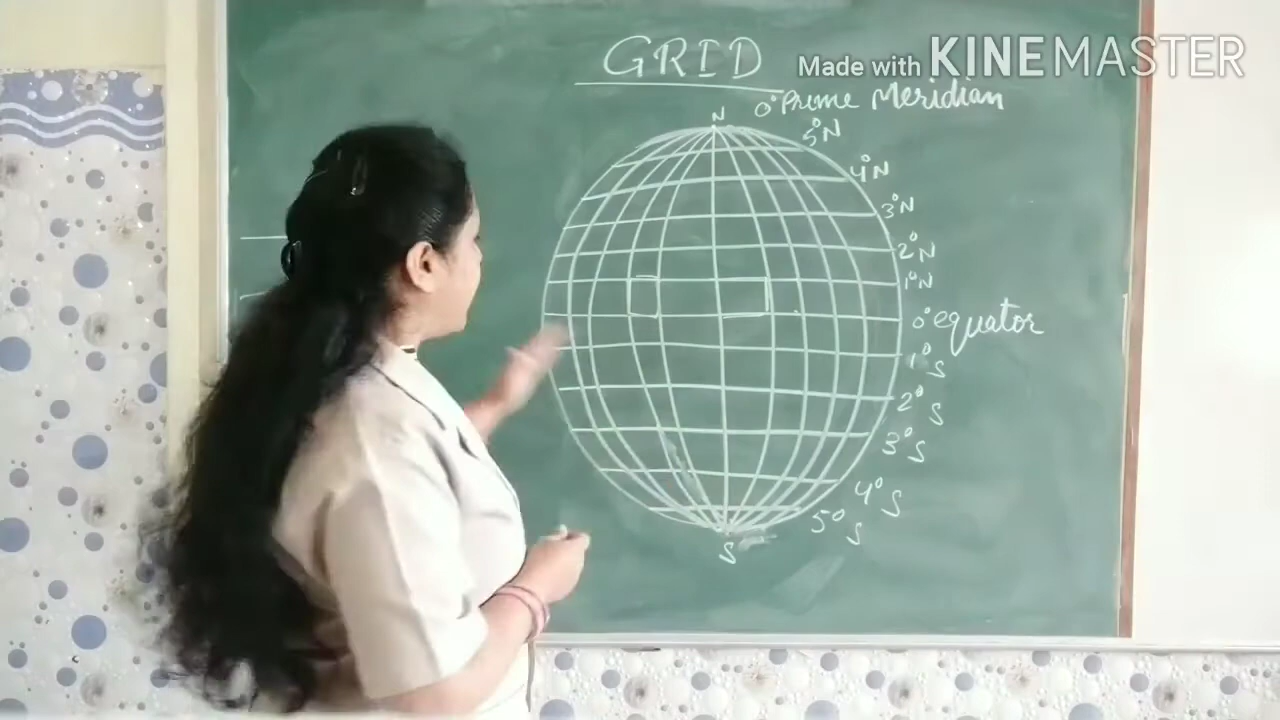 GRID
Made with KINEMASTER
0° Prime Meridian
N
5°N
4°N
3°N
2°N
1°N
0° equator
1° S
2° S
3° S
4° S
5° S
S